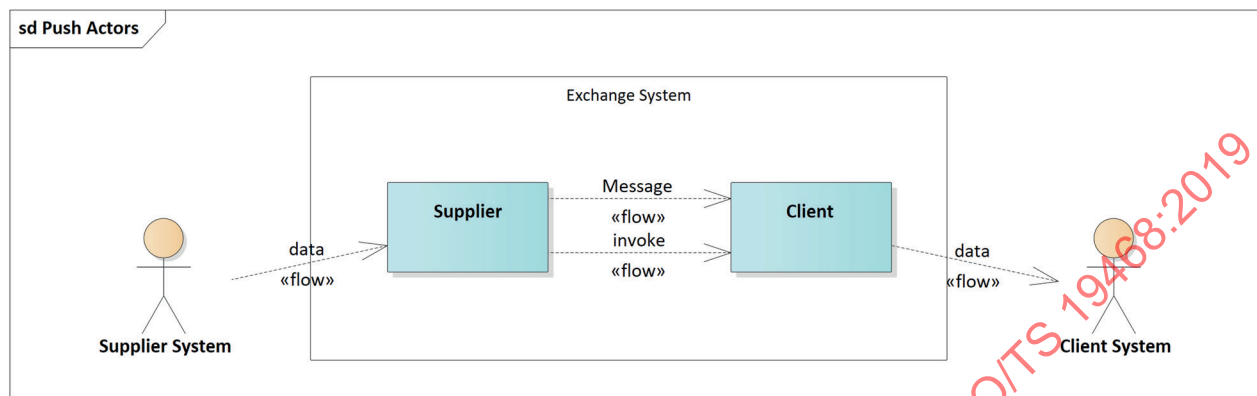 sd Push Actors
Exchange System
Message
Supplier
Client
«flow»
invoke
data
data
«flow»
«flow»
«flow»
Supplier System
Client System
O/TS 19468:2019